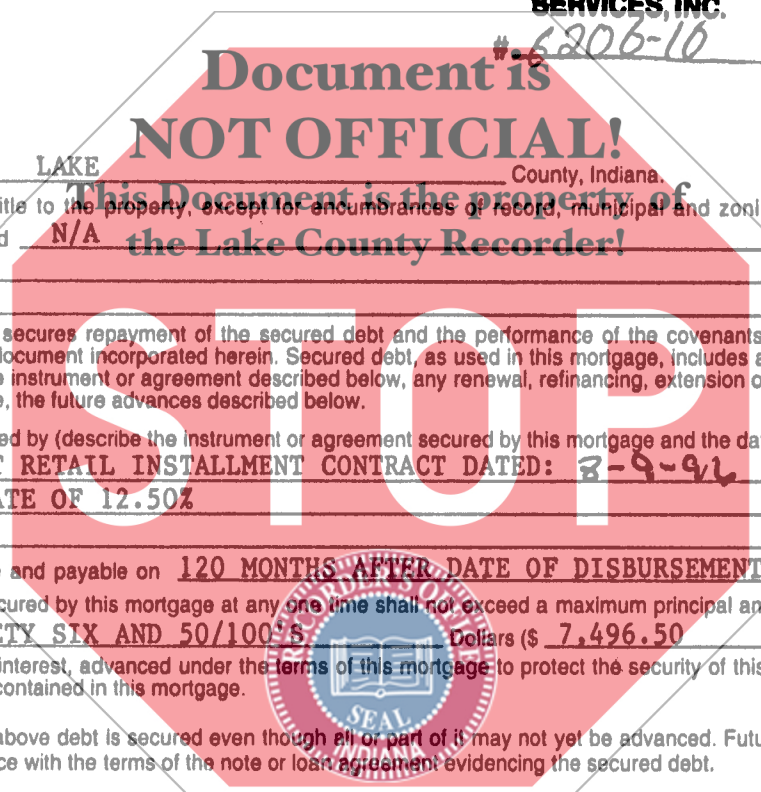 SERVICES, INC.
#. 6206-16
Document is
NOT OFFICIAL!
LAKE County, Indiana.
This Document is the property of
itle to the property, except for encumbrances of record, municipal and zoni
the Lake County Recorder!
d N/A
secures repayment of the secured debt and the performance of the covenants
document incorporated herein. Secured debt, as used in this mortgage, includes a
e instrument or agreement described below, any renewal, refinancing, extension o
e, the future advances described below.
ed by (describe the instrument or agreement secured by this mortgage and the dat
T RETAIL INSTALLMENT CONTRACT DATED: 8-9-96
ATE OF 12.50%
STOP
e and payable on 120 MONTHS AFTER DATE OF DISBURSEMENT
cured by this mortgage at any one time shall not exceed a maximum principal am
ETY SIX AND 50/100'S Dollars ($ 7,496.50
interest, advanced under the terms of this mortgage to protect the security of this
contained in this mortgage.
RECORDER'S OFFICE
SEAL
INDIANA
above debt is secured even though all or part of it may not yet be advanced. Futu
ce with the terms of the note or loan agreement evidencing the secured debt.